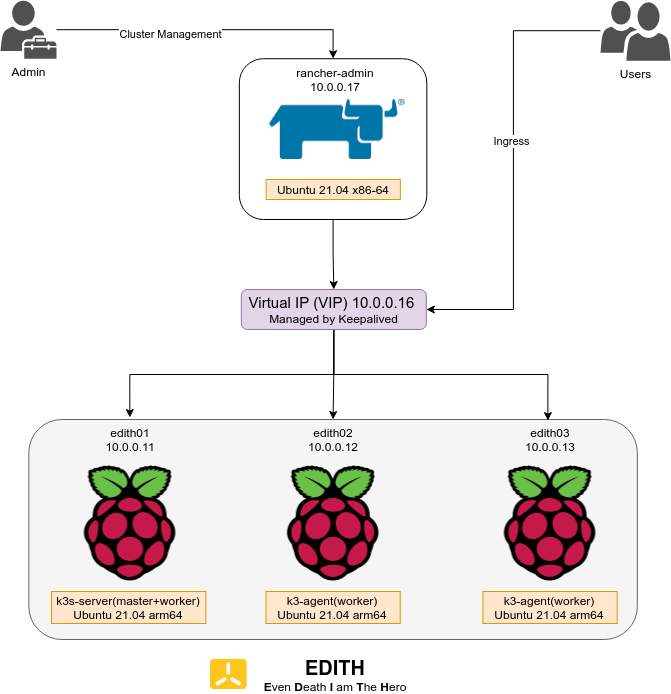 Cluster Management
Admin
Users
rancher-admin
10.0.0.17
®
Ubuntu 21.04 x86-64
Ingress
Virtual IP (VIP) 10.0.0.16
Managed by Keepalived
edith01
10.0.0.11
edith02
10.0.0.12
edith03
10.0.0.13
k3s-server(master+worker)
Ubuntu 21.04 arm64
k3-agent(worker)
Ubuntu 21.04 arm64
k3-agent(worker)
Ubuntu 21.04 arm64
EDITH
Even Death I am The Hero